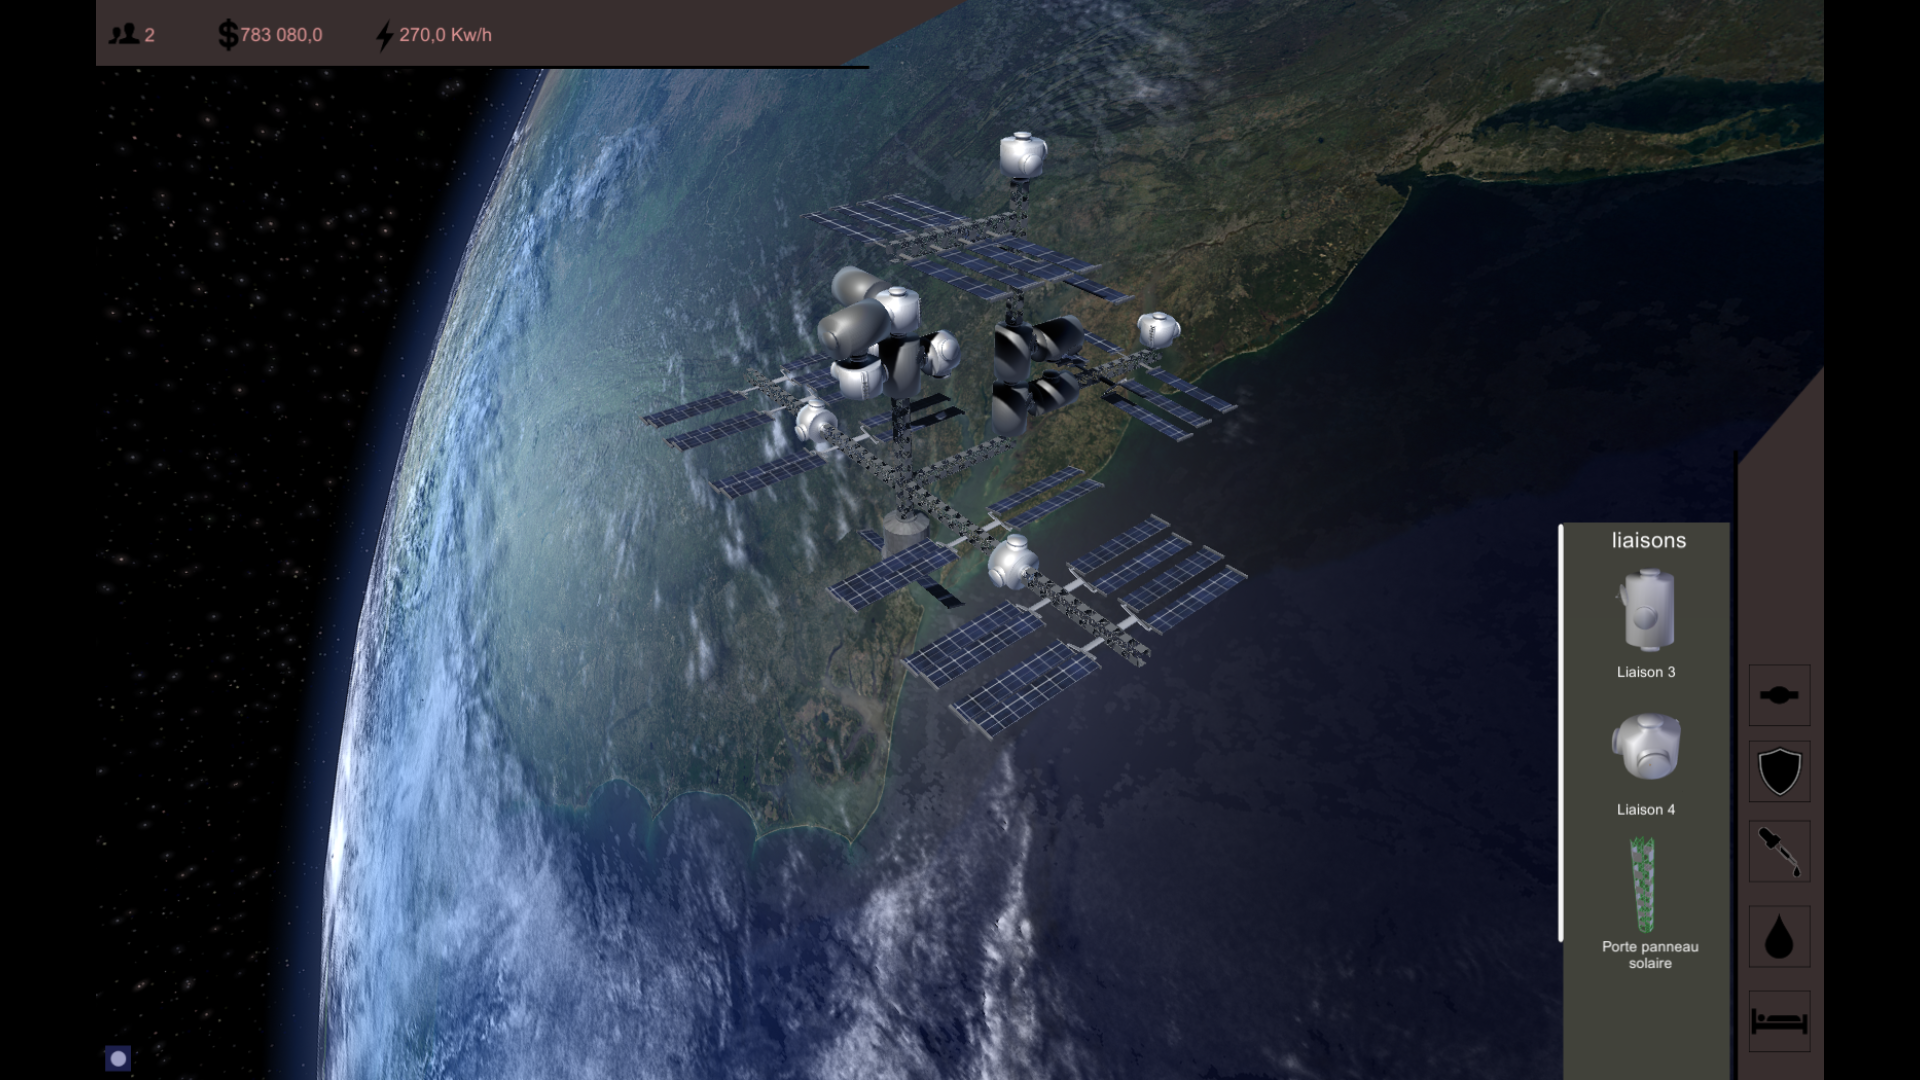 2
$783 080,0
270,0 Kw/h
liaisons
Liaison 3
Liaison 4
Porte panneau
solaire